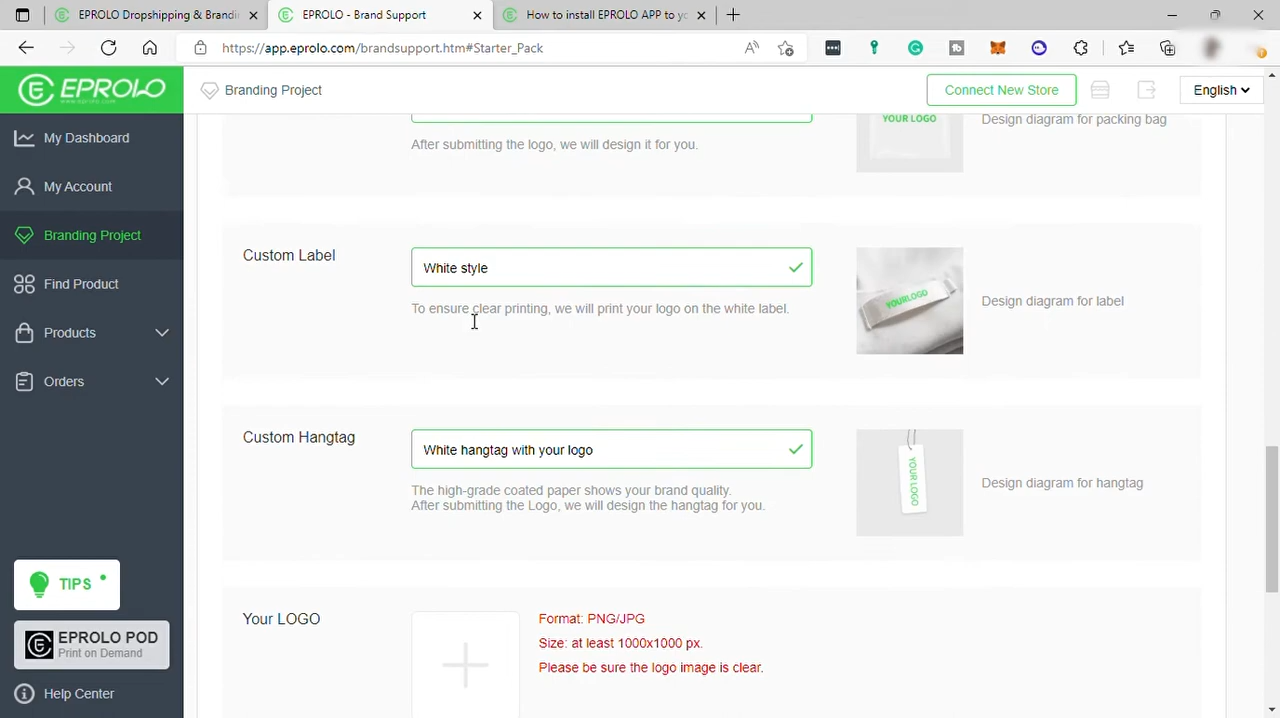 EPROLO Dropshipping & Brandi
EPROLO - Brand Support
How to install EPROLO APP to yo
https://app.eprolo.com/brandsupport.htm#Starter_Pack
EPROLO
www.eprolo.com
Branding Project
Connect New Store
English
My Dashboard
My Account
Branding Project
Find Product
Products
Orders
TIPS
EPROLO POD
Print on Demand
Help Center
YOUR LOGO
Design diagram for packing bag
After submitting the logo, we will design it for you.
Custom Label
White style
To ensure clear printing, we will print your logo on the white label.
YOURLOGO
Design diagram for label
Custom Hangtag
White hangtag with your logo
The high-grade coated paper shows your brand quality.
After submitting the Logo, we will design the hangtag for you.
YOUR LOGO
Design diagram for hangtag
Your LOGO
Format: PNG/JPG
Size: at least 1000x1000 px.
Please be sure the logo image is clear.